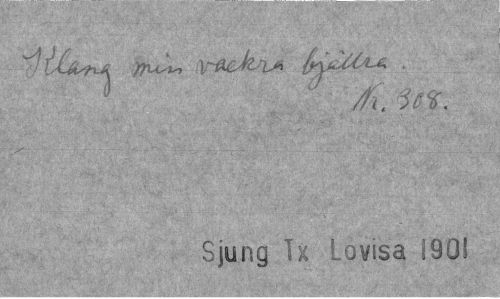 Klang min vackra bjällra.
Nr. 308.
Sjung Tx Lovisa 1901